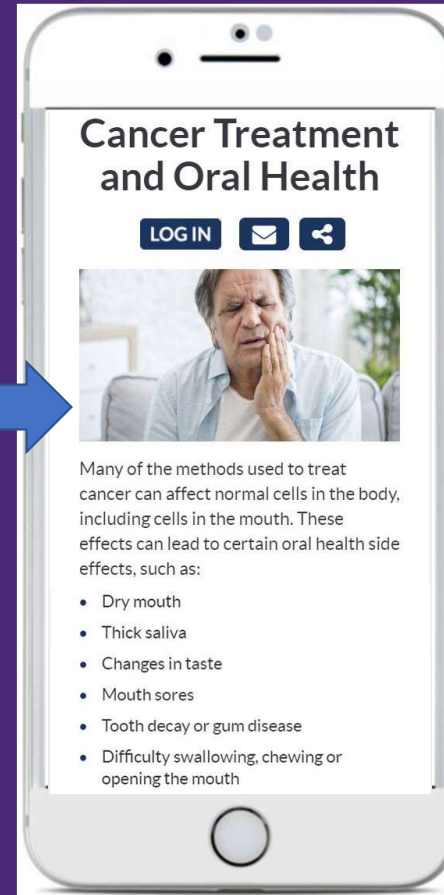 Cancer Treatment
and Oral Health
LOG IN
Many of the methods used to treat
cancer can affect normal cells in the body,
including cells in the mouth. These
effects can lead to certain oral health side
effects, such as:
• Dry mouth
• Thick saliva
• Changes in taste
• Mouth sores
• Tooth decay or gum disease
• Difficulty swallowing, chewing or
opening the mouth